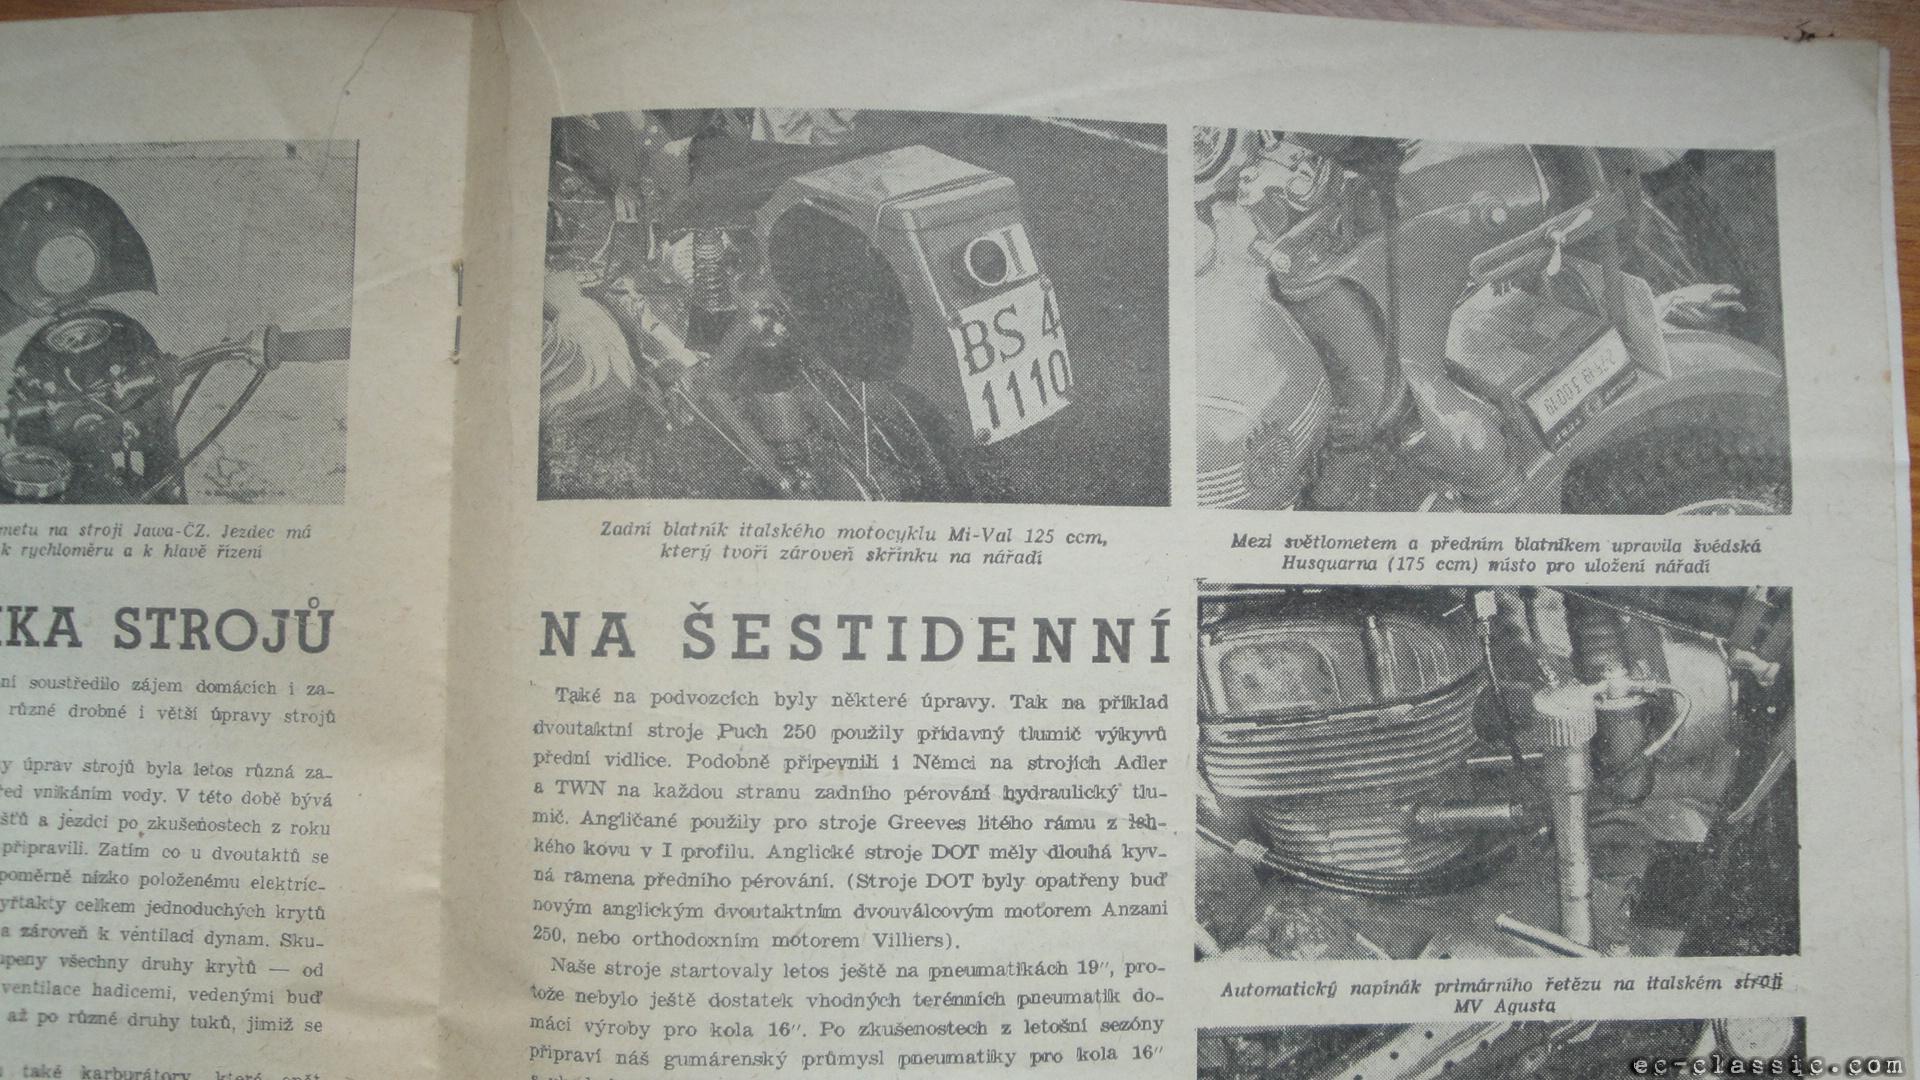 metu na stroji Jawa-ČZ. Jezdec má
k rychloměru a k hlavě řízení
IKA STROJŮ
ní soustředilo zájem domácích i za-
různé drobné i větší úpravy strojů
y úprav strojů byla letos různá za-
řed vnikáním vody. V této době bývá
šťů a jezdci po zkušenostech z roku
připravili. Zatím co u dvoutaktů se
poměrně nízko položenému elektric-
yřtakty celkem jednoduchých krytů
a zároveň k ventilaci dynam. Sku-
upeny všechny druhy krytů — od
ventilace hadicemi, vedenými buď
až po různé druhy tuků, jimiž se
také karburátory, které opět
OI
BS 4
1110
Zadní blatník italského motocyklu Mi-Val 125 ccm,
který tvoří zároveň skřínku na nářadí
NA ŠESTIDENNÍ
Také na podvozcích byly některé úpravy. Tak na příklad
dvoutaktní stroje Puch 250 použily přídavný tlumič výkyvů
přední vidlice. Podobně připevnili i Němci na strojích Adler
a TWN na každou stranu zadního pérování hydraulický tlu-
mič. Angličané použily pro stroje Greeves litého rámu z leh-
kého kovu v I profilu. Anglické stroje DOT měly dlouhá kyv-
ná ramena předního pérování. (Stroje DOT byly opatřeny buď
novým anglickým dvoutaktním dvouválcovým motorem Anzani
250, nebo orthodoxním motorem Villiers).
Naše stroje startovaly letos ještě na pneumatikách 19″, pro-
tože nebylo ještě dostatek vhodných terénních pneumatik do-
mácí výroby pro kola 16″. Po zkušenostech z letošní sezóny
připraví náš gumárenský průmysl pneumatiky pro kola 16″
Mezi světlometem a předním blatníkem upravila švédská
Husquarna (175 ccm) místo pro uložení nářadí
Automatický napínák primárního řetězu na italském stroji
MV Agusta
ec-classic.com